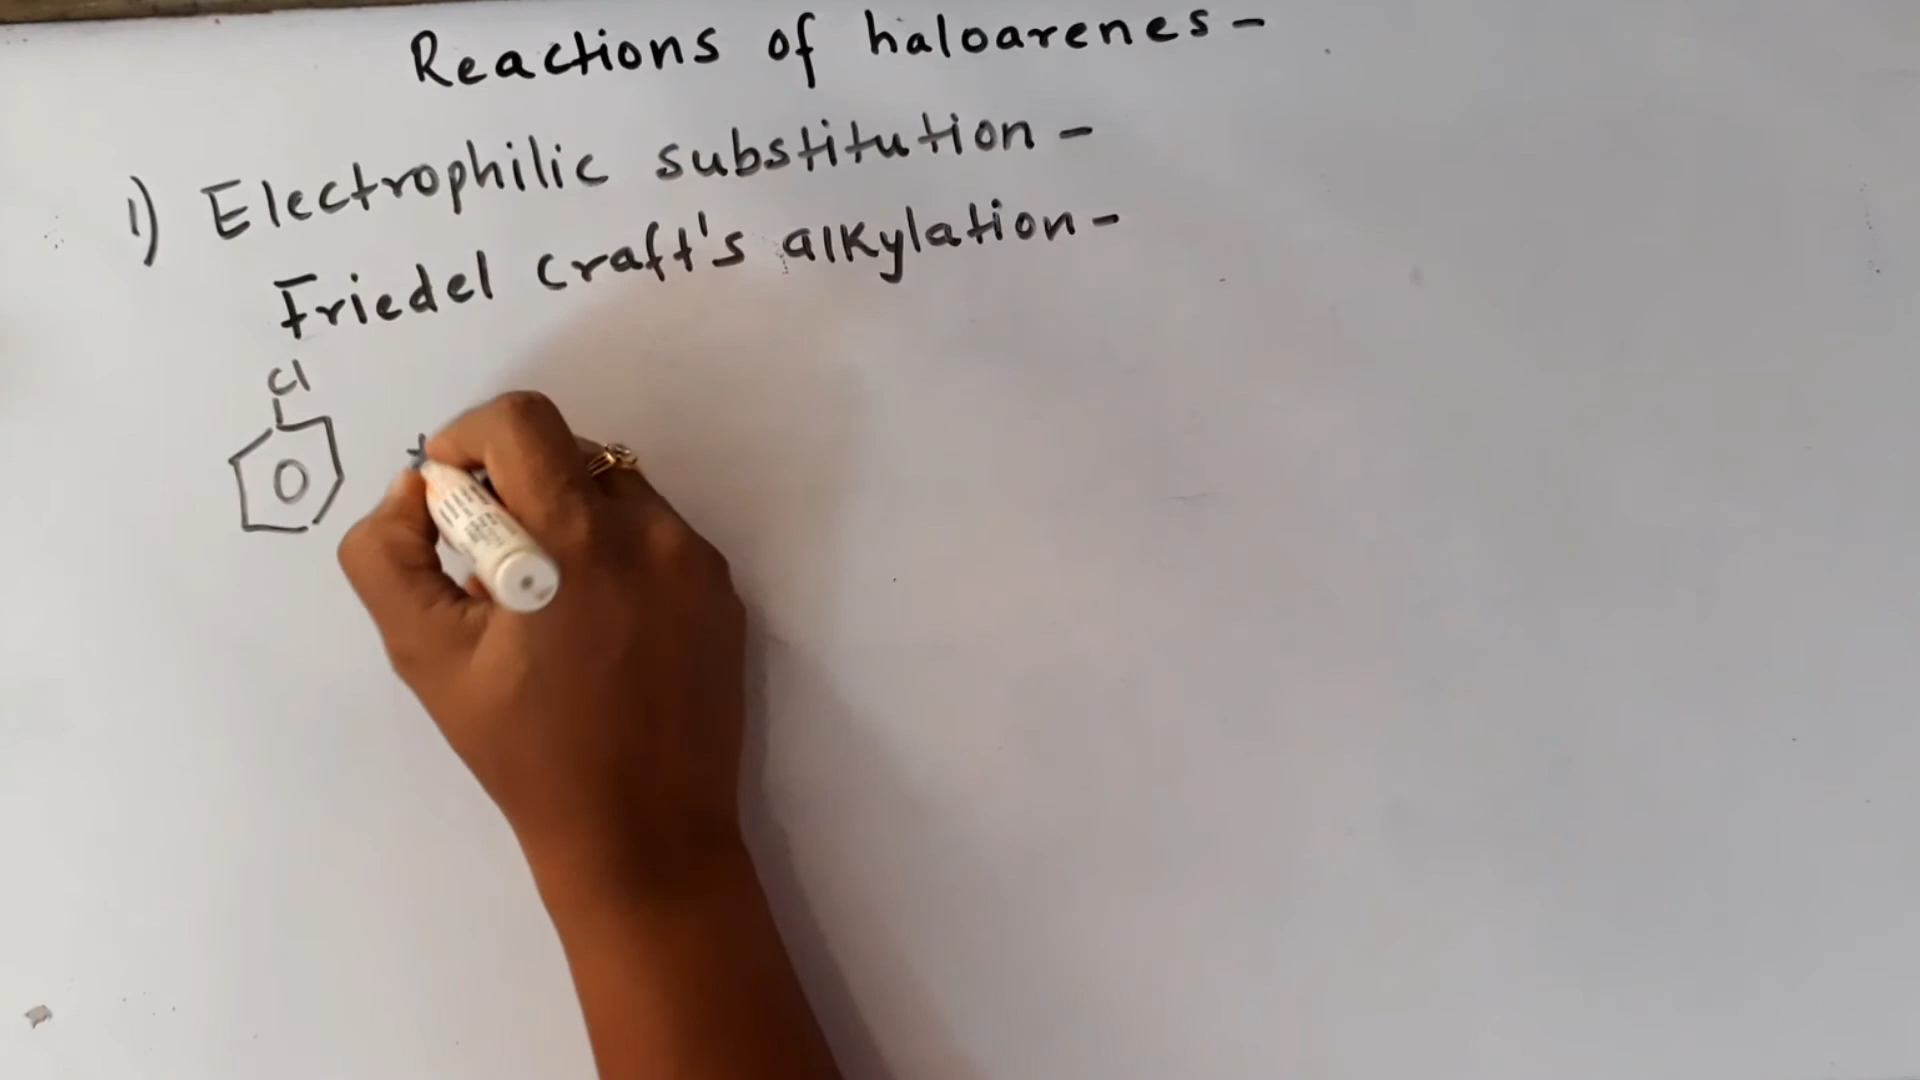 Reactions of haloarenes-
1) Electrophilic substitution-
Friedel craft's alkylation-
Cl
+